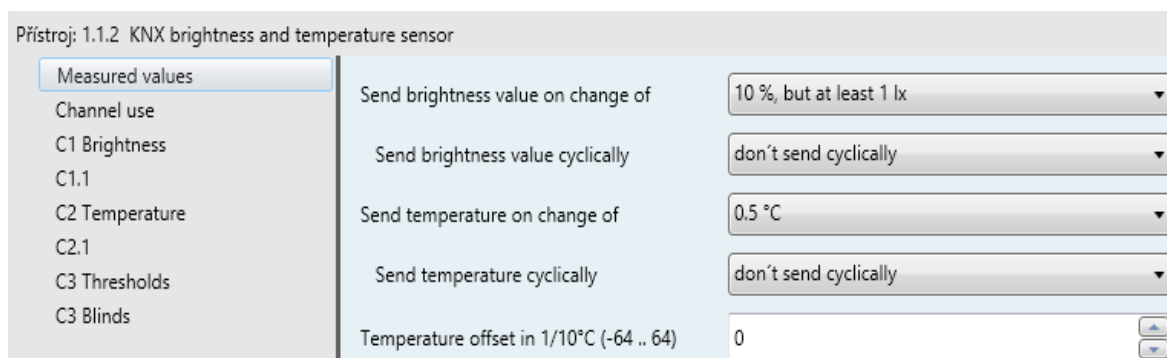 Přístroj: 1.1.2 KNX brightness and temperature sensor
Measured values
Channel use
C1 Brightness
C1.1
C2 Temperature
C2.1
C3 Thresholds
C3 Blinds
Send brightness value on change of
10 %, but at least 1 lx
Send brightness value cyclically
don´t send cyclically
Send temperature on change of
0.5 °C
Send temperature cyclically
don´t send cyclically
Temperature offset in 1/10°C (-64 .. 64)
0